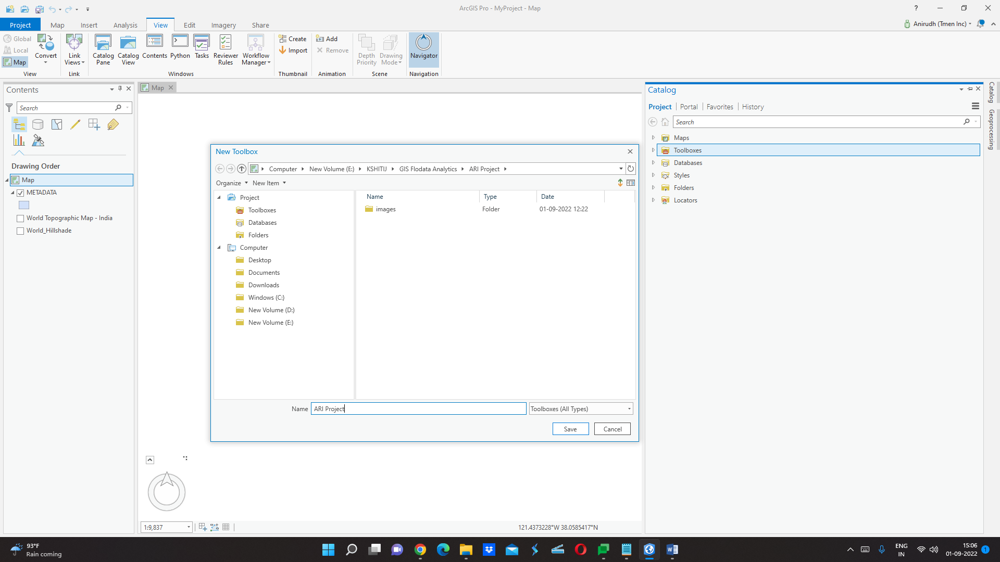 ArcGIS Pro - MyProject - Map
?
Project
Map
Insert
Analysis
View
Edit
Imagery
Share
Anirudh (Tmen Inc)
Global
Local
Map
Convert
Link Views
Catalog Pane
Catalog View
Contents
Python
Tasks
Reviewer Rules
Workflow Manager
Create
Import
Add
Remove
Depth Priority
Drawing Mode
Navigator
View
Link
Windows
Thumbnail
Animation
Scene
Navigation
Contents
Search
Drawing Order
Map
METADATA
World Topographic Map - India
World_Hillshade
Map
New Toolbox
Computer
New Volume (E:)
KSHITIJ
GIS Flodata Analytics
ARI Project
Organize
New Item
Project
Toolboxes
Databases
Folders
Computer
Desktop
Documents
Downloads
Windows (C:)
New Volume (D:)
New Volume (E:)
Name
Type
Date
images
Folder
01-09-2022 12:22
Name
ARI Project
Toolboxes (All Types)
Save
Cancel
1:9,837
121.4373228°W 38.0585417°N
Catalog
Project
Portal
Favorites
History
Search
Maps
Toolboxes
Databases
Styles
Folders
Locators
Catalog
Geoprocessing
93°F
Rain coming
ENG
IN
15:06
01-09-2022
1